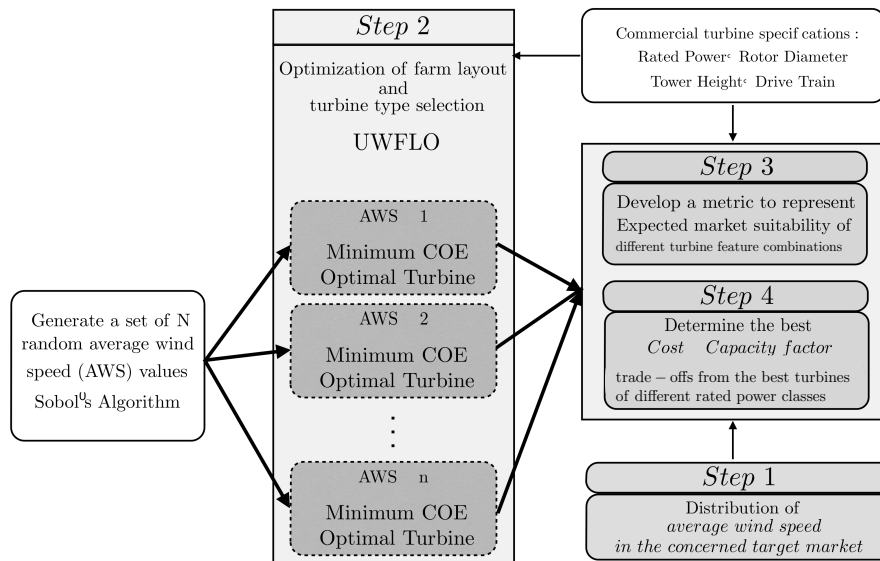 Generate a set of N
random average wind
speed (AWS) values
Sobol's Algorithm
Step 2
Optimization of farm layout
and
turbine type selection
UWFLO
AWS 1
Minimum COE
Optimal Turbine
AWS 2
Minimum COE
Optimal Turbine
AWS n
Minimum COE
Optimal Turbine
Commercial turbine specif cations :
Rated Power، Rotor Diameter
Tower Height، Drive Train
Step 3
Develop a metric to represent
Expected market suitability of
different turbine feature combinations
Step 4
Determine the best
Cost Capacity factor
trade - offs from the best turbines
of different rated power classes
Step 1
Distribution of
average wind speed
in the concerned target market